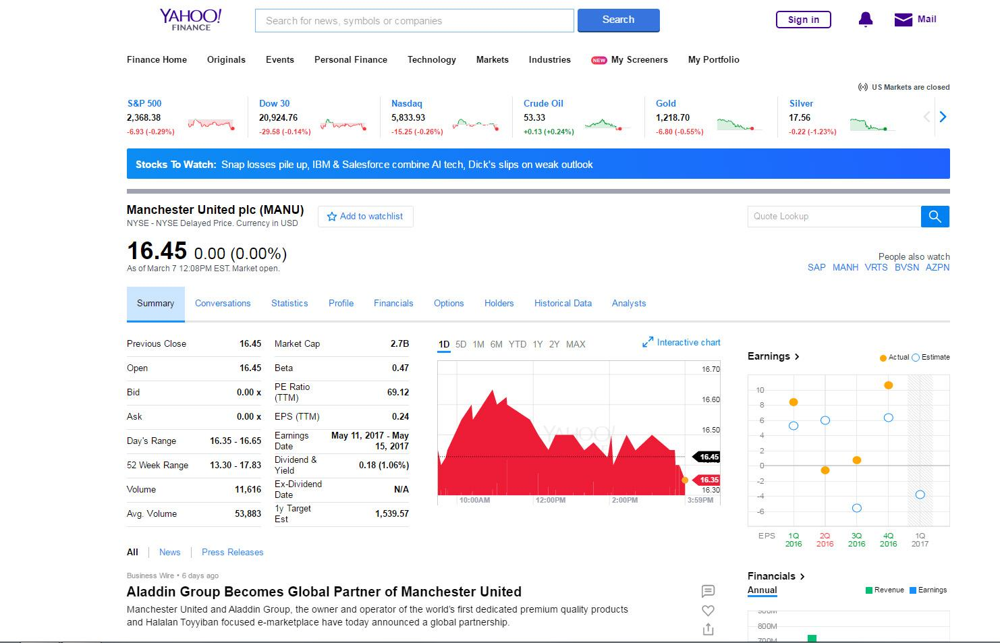 YAHOO!
FINANCE
Search for news, symbols or companies
Search
Sign in
Mail
Finance Home
Originals
Events
Personal Finance
Technology
Markets
Industries
NEW My Screeners
My Portfolio
US Markets are closed
S&P 500
2,368.38
-6.93 (-0.29%)
Dow 30
20,924.76
-29.58 (-0.14%)
Nasdaq
5,833.93
-15.25 (-0.26%)
Crude Oil
53.33
+0.13 (+0.24%)
Gold
1,218.70
-6.80 (-0.55%)
Silver
17.56
-0.22 (-1.23%)
Stocks To Watch: Snap losses pile up, IBM & Salesforce combine AI tech, Dick's slips on weak outlook
Manchester United plc (MANU)
NYSE - NYSE Delayed Price. Currency in USD
Add to watchlist
Quote Lookup
16.45 0.00 (0.00%)
As of March 7 12:08PM EST. Market open.
People also watch
SAP MANH VRTS BVSN AZPN
Summary
Conversations
Statistics
Profile
Financials
Options
Holders
Historical Data
Analysts
Previous Close 16.45
Open 16.45
Bid 0.00 x
Ask 0.00 x
Day's Range 16.35 - 16.65
52 Week Range 13.30 - 17.83
Volume 11,616
Avg. Volume 53,883
Market Cap 2.7B
Beta 0.47
PE Ratio
(TTM) 69.12
EPS (TTM) 0.24
Earnings
Date
May 11, 2017 - May
15, 2017
Dividend &
Yield
0.18 (1.06%)
Ex-Dividend
Date
N/A
1y Target
Est
1,539.57
1D 5D 1M 6M YTD 1Y 2Y MAX
Interactive chart
16.70
16.60
16.50
16.45
16.35
16.30
YAHOO!
10:00AM
12:00PM
2:00PM
3:59PM
Earnings
Actual
Estimate
10
8
6
4
2
0
-2
-4
-6
EPS
1Q
2016
2Q
2016
3Q
2016
4Q
2016
1Q
2017
All
News
Press Releases
Business Wire • 6 days ago
Aladdin Group Becomes Global Partner of Manchester United
Manchester United and Aladdin Group, the owner and operator of the world's first dedicated premium quality products
and Halalan Toyyiban focused e-marketplace have today announced a global partnership.
Financials
Annual
Revenue
Earnings
900M
800M
700M